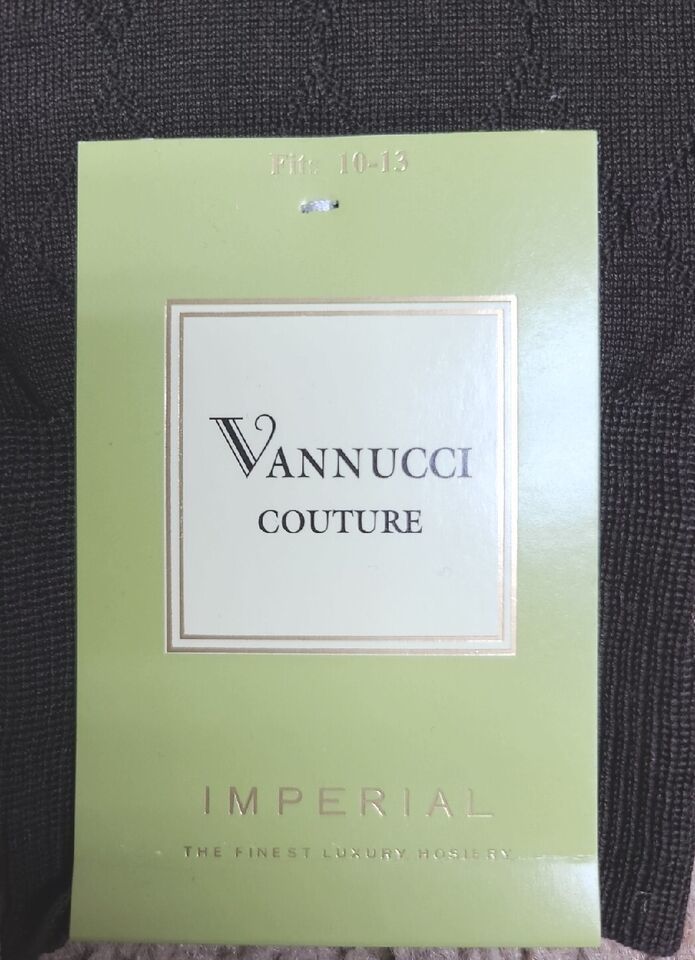 Fits 10-13
VANNUCCI
COUTURE
IMPERIAL
THE FINEST LUXURY HOSIERY